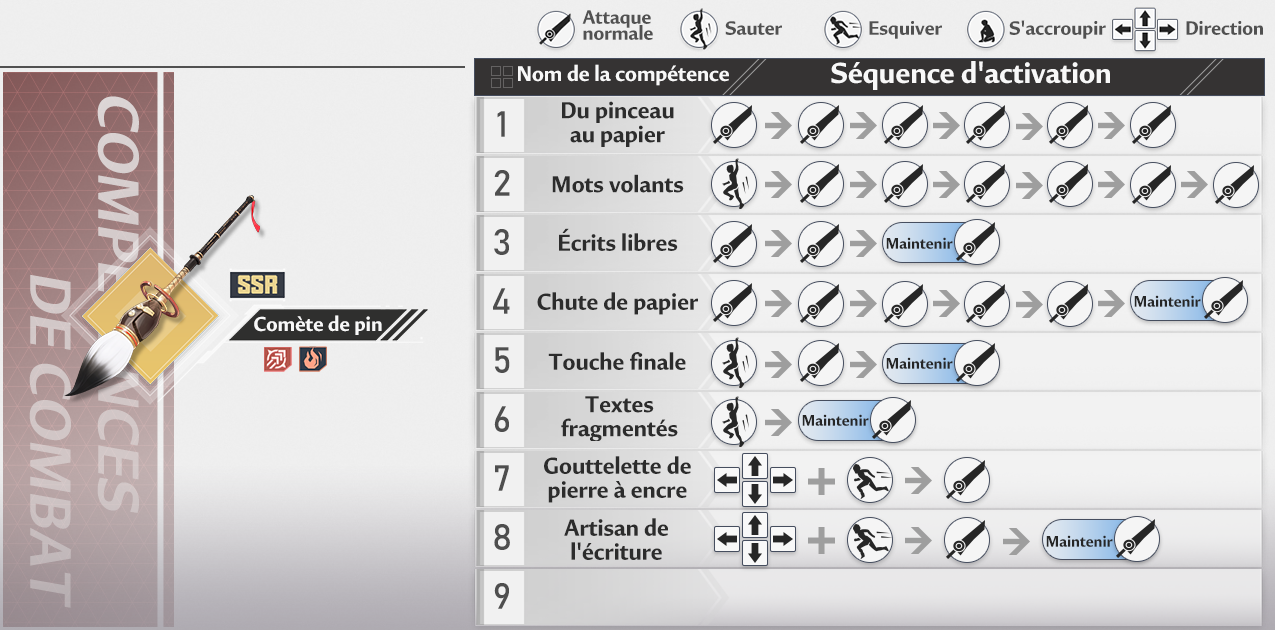 Attaque
normale
Sauter
Esquiver
S'accroupir
Direction
Nom de la compétence
Séquence d'activation
COMPÉTENCES
DE COMBAT
SSR
Comète de pin
1
Du pinceau
au papier
2
Mots volants
3
Écrits libres
Maintenir
4
Chute de papier
Maintenir
5
Touche finale
Maintenir
6
Textes
fragmentés
Maintenir
7
Gouttelette de
pierre à encre
8
Artisan de
l'écriture
Maintenir
9